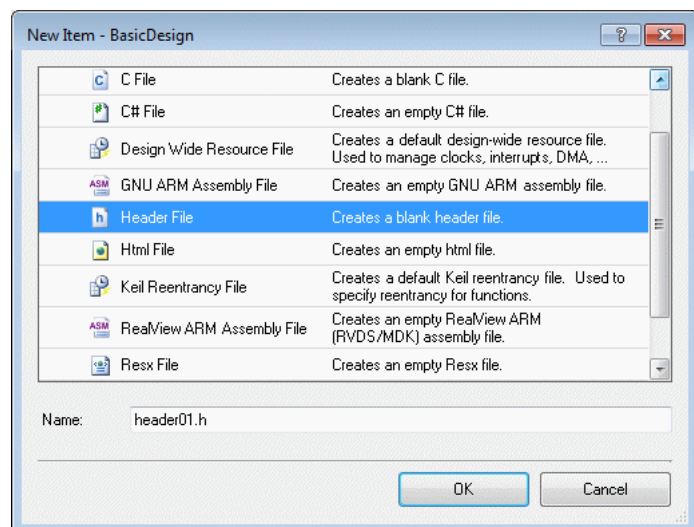 New Item - BasicDesign
C File Creates a blank C file.
C# File Creates an empty C# file.
Design Wide Resource File Creates a default design-wide resource file.
Used to manage clocks, interrupts, DMA, ...
ASM GNU ARM Assembly File Creates an empty GNU ARM assembly file.
h Header File Creates a blank header file.
Html File Creates an empty html file.
Keil Reentrancy File Creates a default Keil reentrancy file. Used to
specify reentrancy for functions.
ASM RealView ARM Assembly File Creates an empty RealView ARM
(RVDS/MDK) assembly file.
Resx File Creates an empty Resx file.
Name: header01.h
OK Cancel